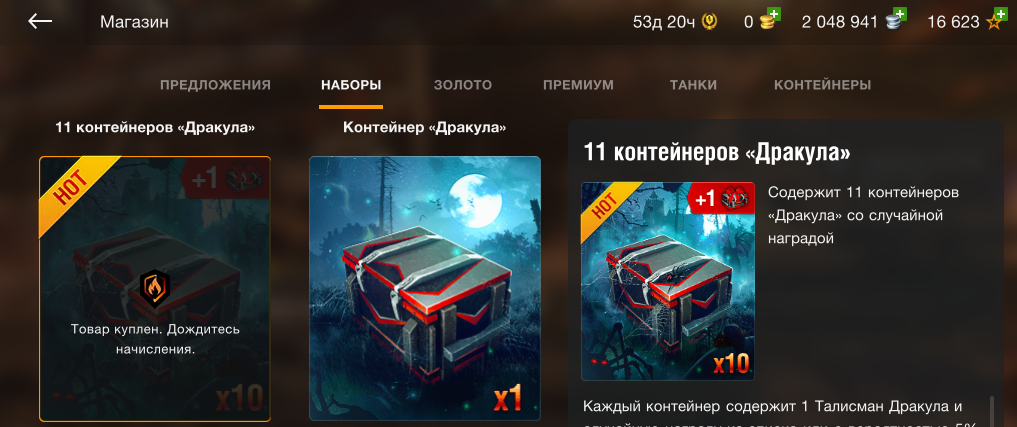 Магазин
53д 20ч
0
2 048 941
16 623
ПРЕДЛОЖЕНИЯ
НАБОРЫ
ЗОЛОТО
ПРЕМИУМ
ТАНКИ
КОНТЕЙНЕРЫ
11 контейнеров «Дракула»
HOT
+1
Товар куплен. Дождитесь
начисления.
x10
Контейнер «Дракула»
x1
11 контейнеров «Дракула»
HOT
+1
x10
Содержит 11 контейнеров
«Дракула» со случайной
наградой
Каждый контейнер содержит 1 Талисман Дракула и